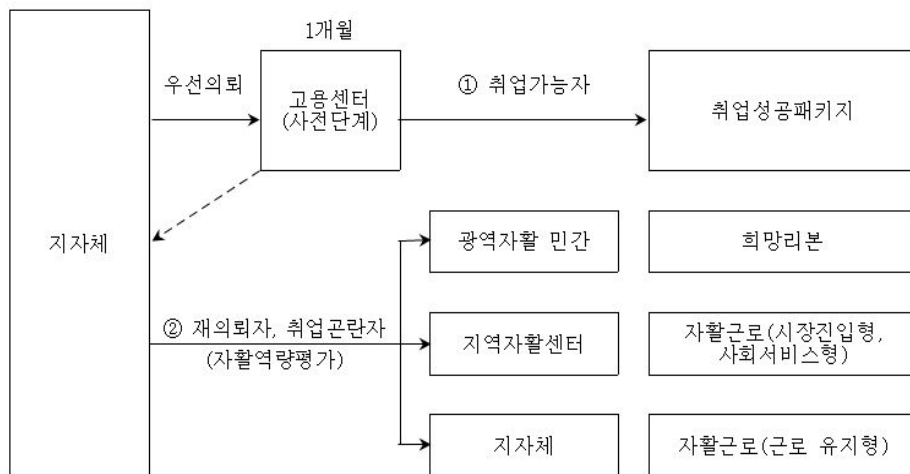 1개월
우선의뢰
고용센터
(사전단계)
① 취업가능자
취업성공패키지
지자체
광역자활 민간
희망리본
② 재의뢰자, 취업곤란자
(자활역량평가)
지역자활센터
자활근로(시장진입형,
사회서비스형)
지자체
자활근로(근로 유지형)